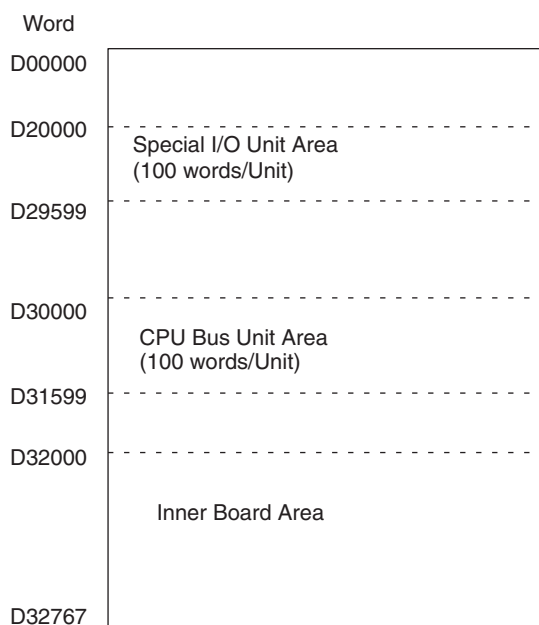 Word
D00000
D20000
Special I/O Unit Area
(100 words/Unit)
D29599
D30000
CPU Bus Unit Area
(100 words/Unit)
D31599
D32000
Inner Board Area
D32767